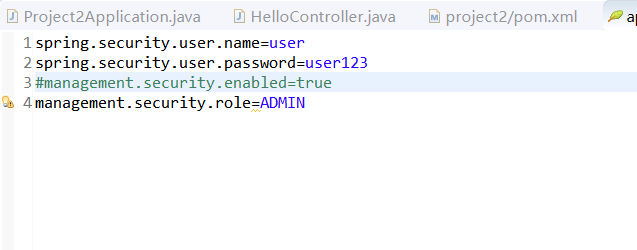 Project2Application.java HelloController.java project2/pom.xml
1 spring.security.user.name=user
2 spring.security.user.password=user123
3 #management.security.enabled=true
4 management.security.role=ADMIN